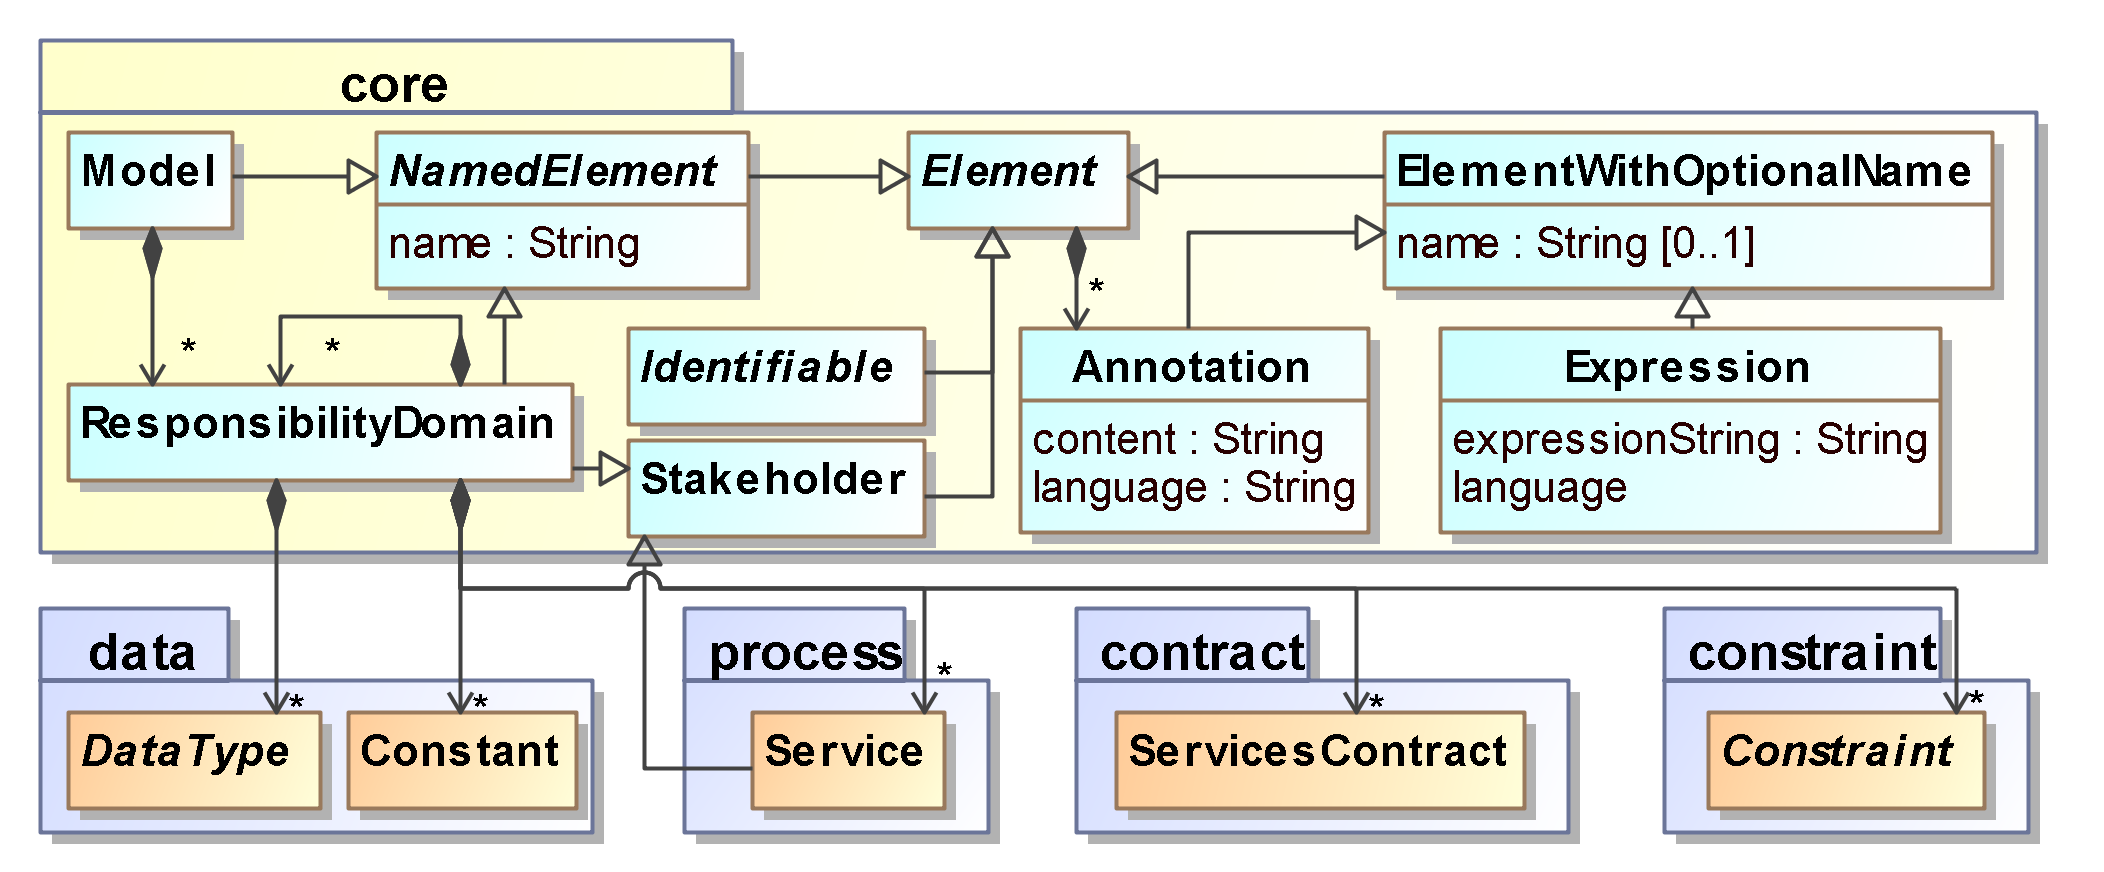 core
Model
NamedElement
name : String
Element
ElementWithOptionalName
name : String [0..1]
*
*
*
ResponsibilityDomain
Identifiable
Stakeholder
Annotation
content : String
language : String
Expression
expressionString : String
language
data
*
DataType
*
Constant
process
*
Service
contract
*
ServicesContract
constraint
*
Constraint